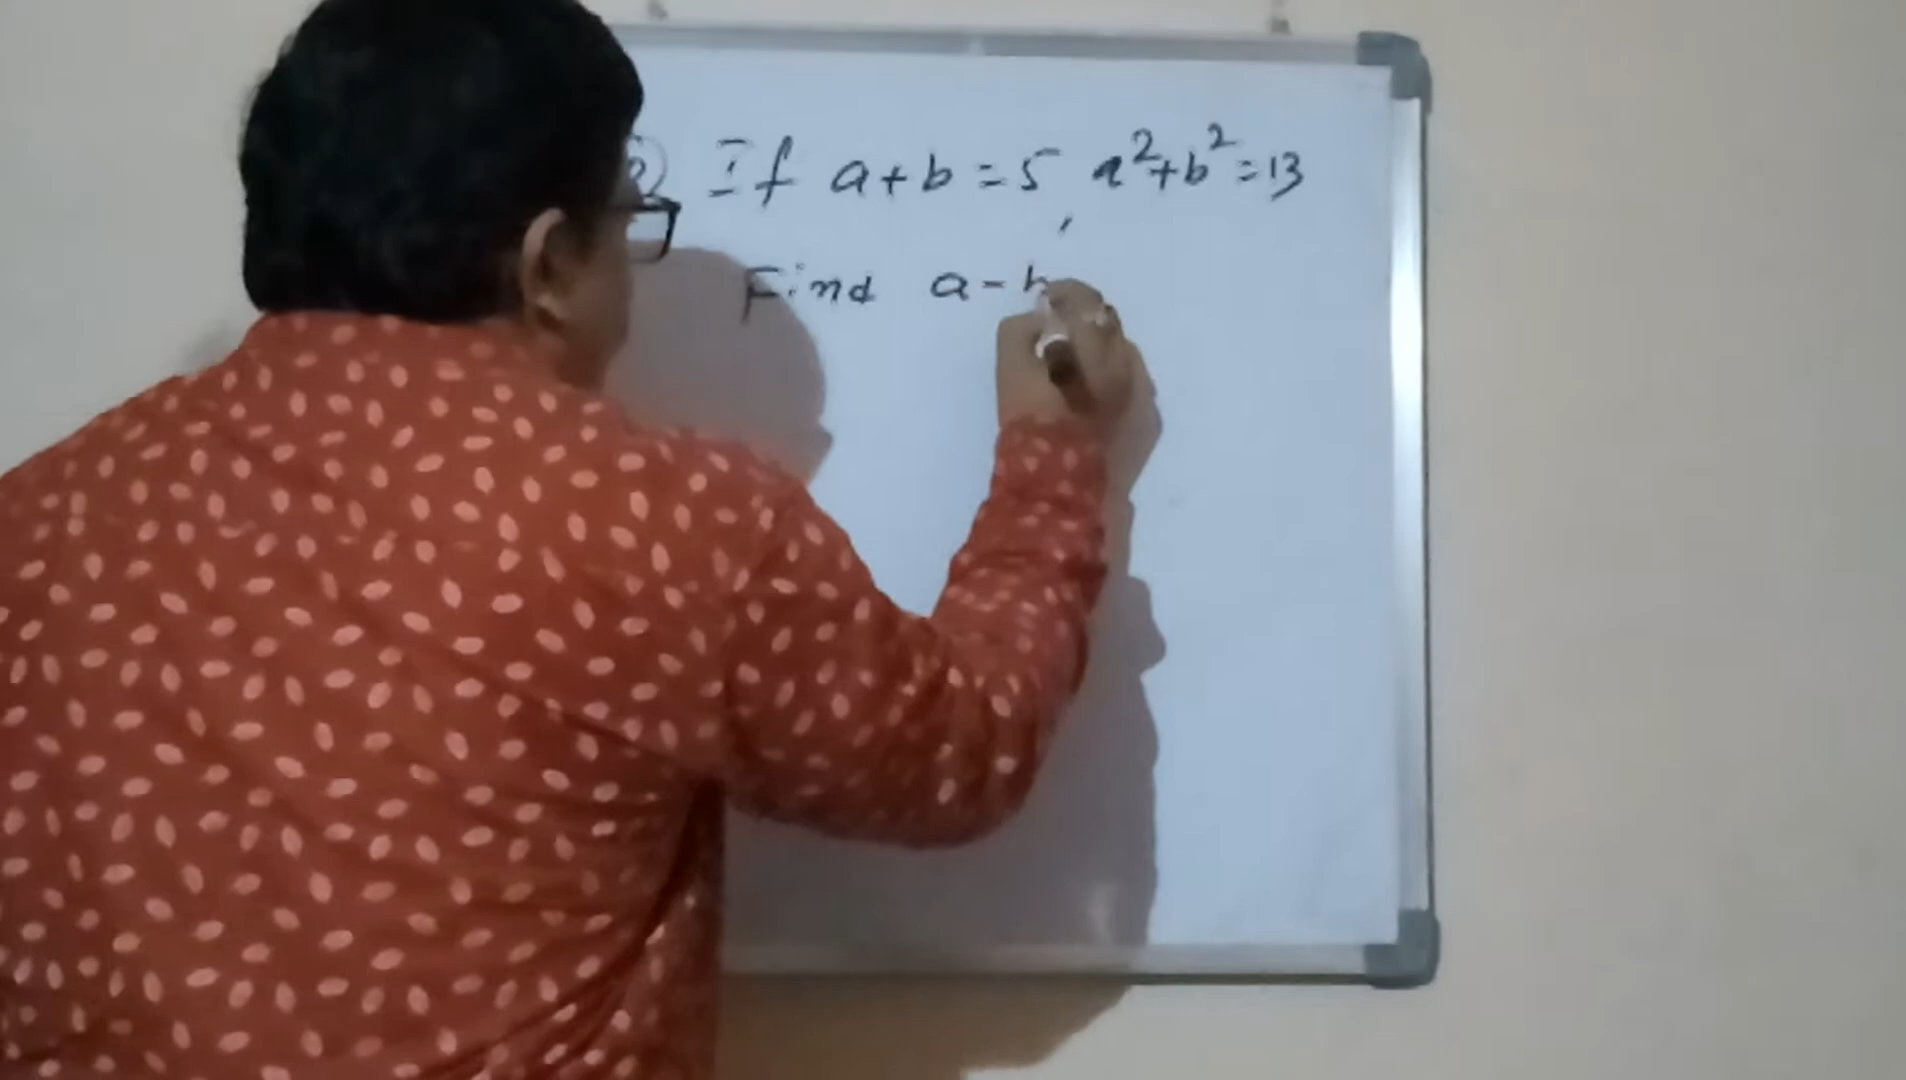 If a+b=5, a²+b²=13
Find a-b